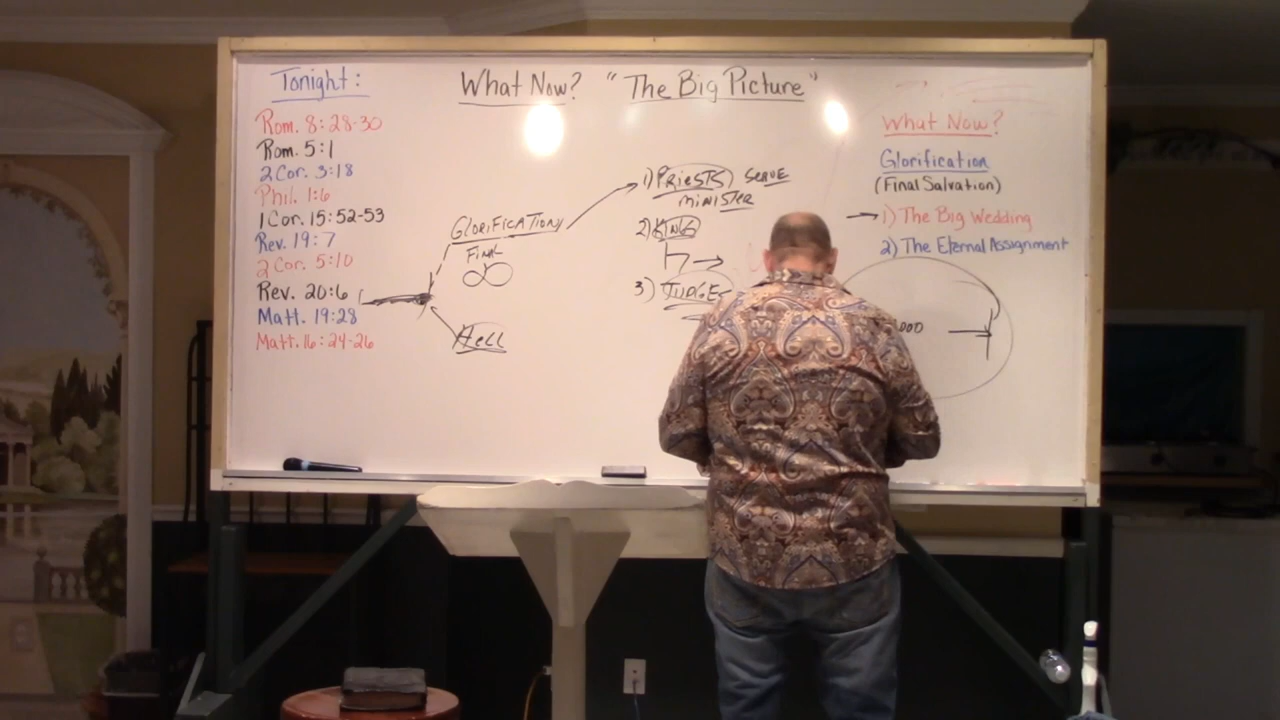 Tonight:
Rom. 8:28-30
Rom. 5:1
2 Cor. 3:18
Phil. 1:6
1 Cor. 15:52-53
Rev. 19:7
2 Cor. 5:10
Rev. 20:6
Matt. 19:28
Matt. 16:24-26
What Now? "The Big Picture"
GLORIFICATION
FINAL
∞
HELL
1) PRIESTS SERVE
MINISTER
2) KINGS
3) JUDGES
What Now?
Glorification
(Final Salvation)
→ 1) The Big Wedding
2) The Eternal Assignment